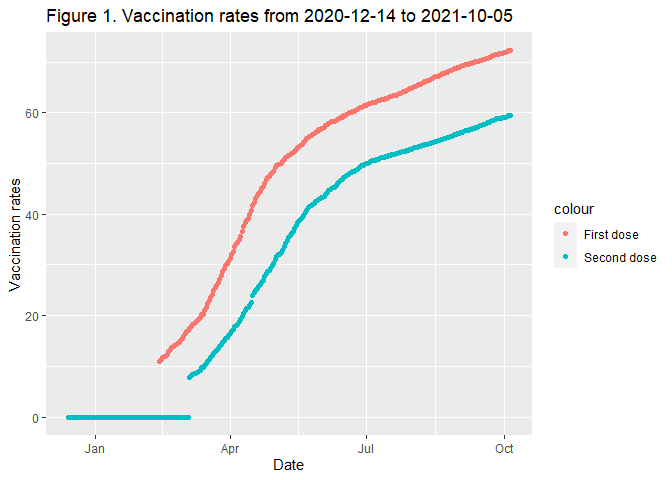 Figure 1. Vaccination rates from 2020-12-14 to 2021-10-05
Vaccination rates
60
40
20
0
Jan Apr Jul Oct
Date
colour
First dose
Second dose